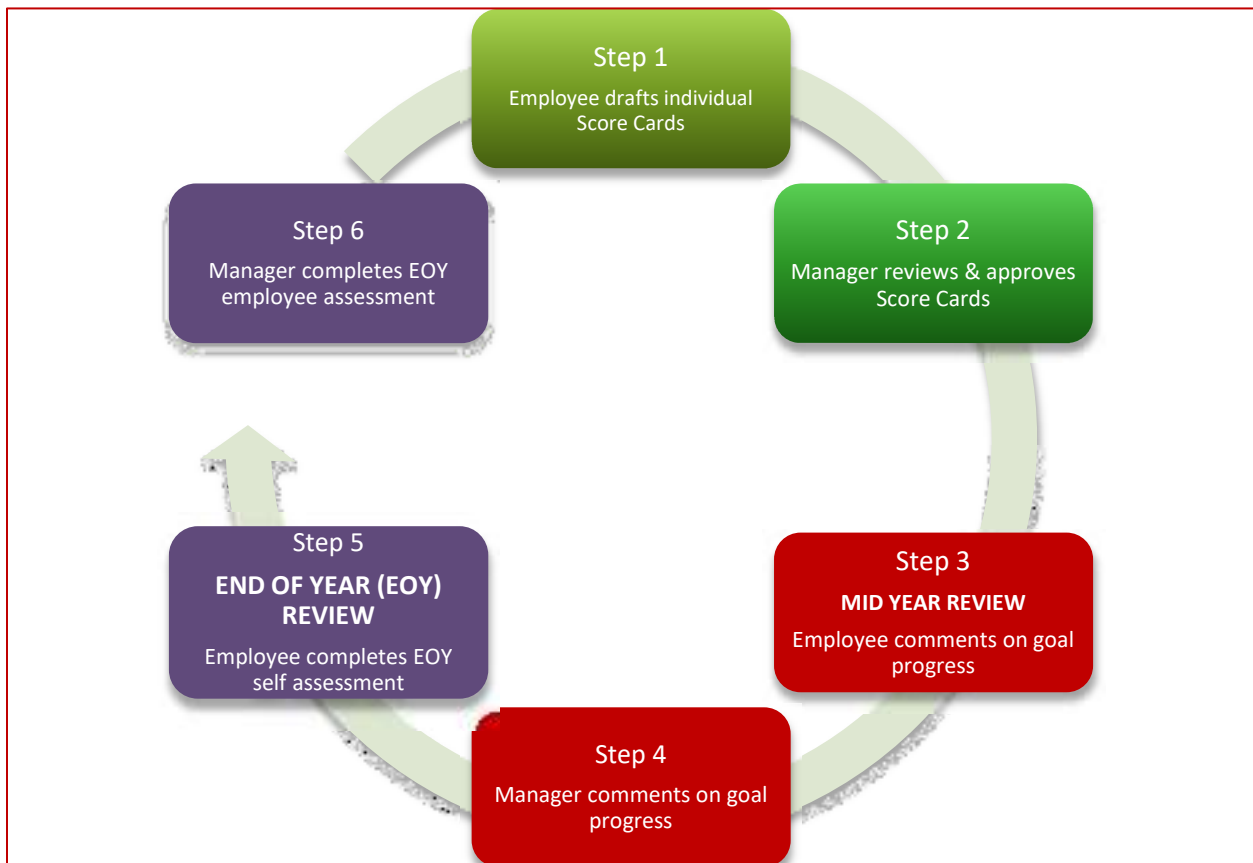 Step 1
Employee drafts individual
Score Cards
Step 2
Manager reviews & approves
Score Cards
Step 3
MID YEAR REVIEW
Employee comments on goal
progress
Step 4
Manager comments on goal
progress
Step 5
END OF YEAR (EOY)
REVIEW
Employee completes EOY
self assessment
Step 6
Manager completes EOY
employee assessment